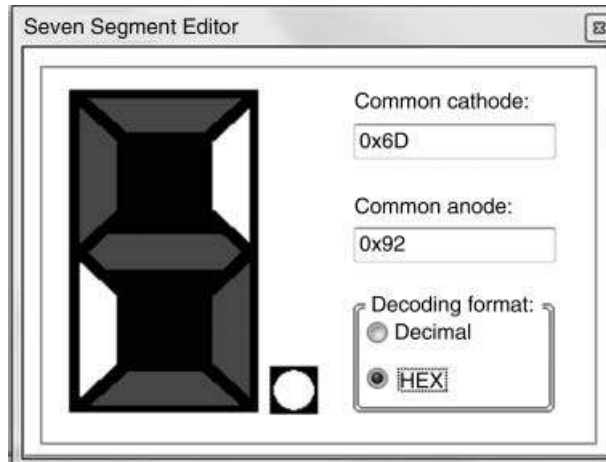 Seven Segment Editor
Common cathode:
0x6D
Common anode:
0x92
Decoding format:
Decimal
HEX